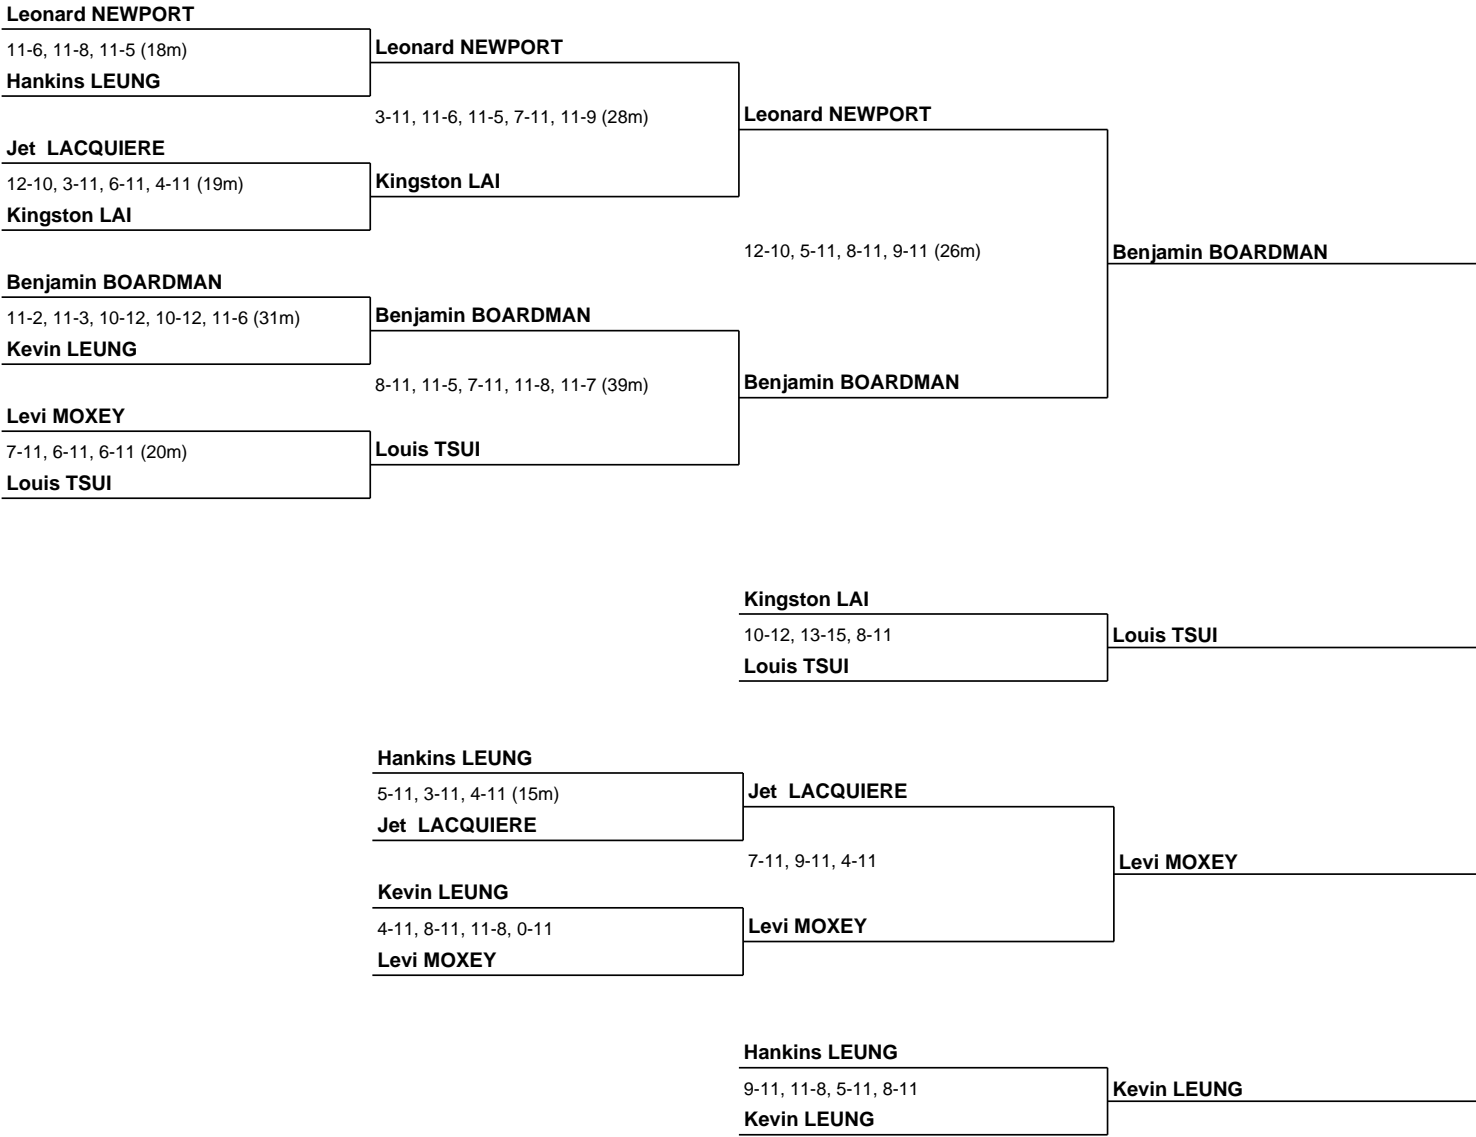 Leonard NEWPORT
11-6, 11-8, 11-5 (18m)
Leonard NEWPORT
Hankins LEUNG
3-11, 11-6, 11-5, 7-11, 11-9 (28m)
Leonard NEWPORT
Jet  LACQUIERE
12-10, 3-11, 6-11, 4-11 (19m)
Kingston LAI
Kingston LAI
12-10, 5-11, 8-11, 9-11 (26m)
Benjamin BOARDMAN
Benjamin BOARDMAN
11-2, 11-3, 10-12, 10-12, 11-6 (31m)
Benjamin BOARDMAN
Kevin LEUNG
8-11, 11-5, 7-11, 11-8, 11-7 (39m)
Benjamin BOARDMAN
Levi MOXEY
7-11, 6-11, 6-11 (20m)
Louis TSUI
Louis TSUI
Kingston LAI
10-12, 13-15, 8-11
Louis TSUI
Louis TSUI
Hankins LEUNG
5-11, 3-11, 4-11 (15m)
Jet  LACQUIERE
Jet  LACQUIERE
7-11, 9-11, 4-11
Levi MOXEY
Kevin LEUNG
4-11, 8-11, 11-8, 0-11
Levi MOXEY
Levi MOXEY
Hankins LEUNG
9-11, 11-8, 5-11, 8-11
Kevin LEUNG
Kevin LEUNG